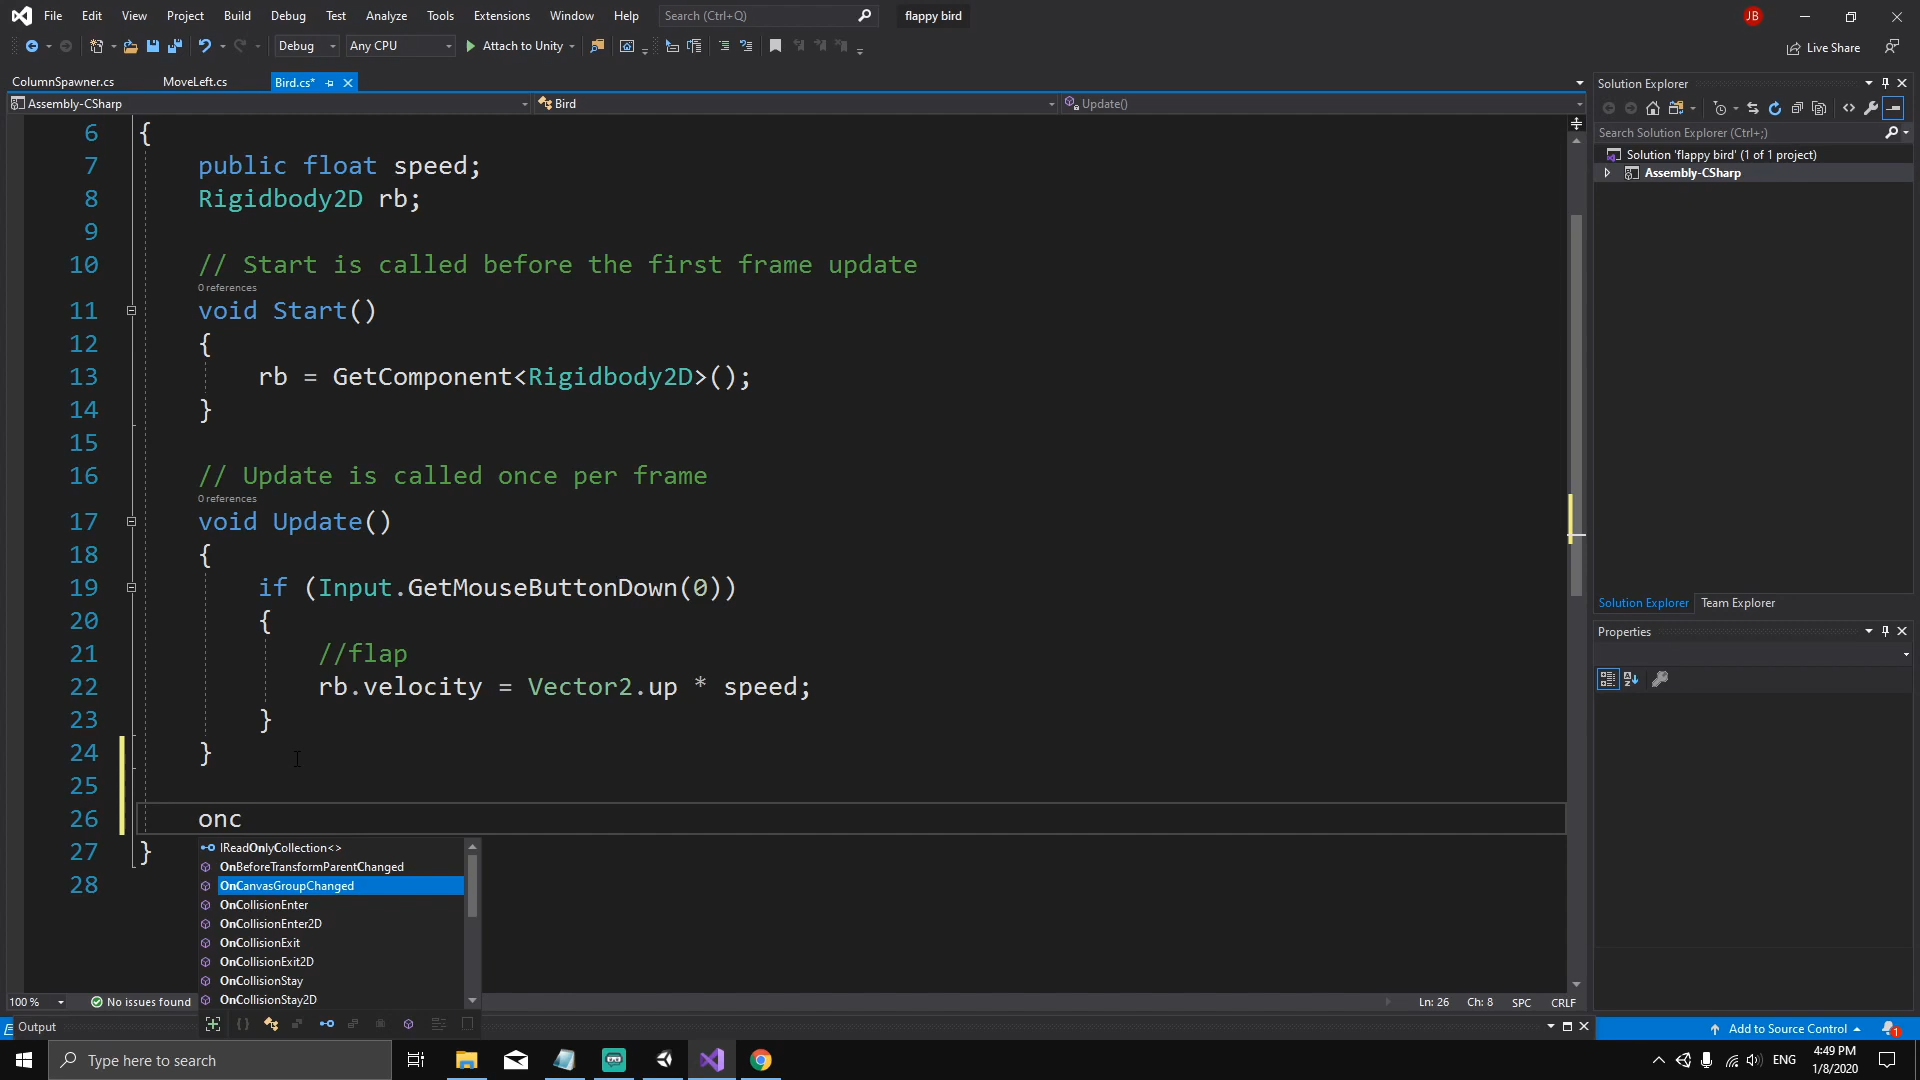 File Edit View Project Build Debug Test Analyze Tools Extensions Window Help Search (Ctrl+Q) flappy bird JB
Debug Any CPU Attach to Unity Live Share
ColumnSpawner.cs MoveLeft.cs Bird.cs*
Assembly-CSharp Bird Update()
6 {
7 public float speed;
8 Rigidbody2D rb;
9
10 // Start is called before the first frame update
0 references
11 void Start()
12 {
13 rb = GetComponent<Rigidbody2D>();
14 }
15
16 // Update is called once per frame
0 references
17 void Update()
18 {
19 if (Input.GetMouseButtonDown(0))
20 {
21 //flap
22 rb.velocity = Vector2.up * speed;
23 }
24 }
25
26 onc
27 }
28
IReadOnlyCollection<>
OnBeforeTransformParentChanged
OnCanvasGroupChanged
OnCollisionEnter
OnCollisionEnter2D
OnCollisionExit
OnCollisionExit2D
OnCollisionStay
OnCollisionStay2D
Solution Explorer
Search Solution Explorer (Ctrl+;)
Solution 'flappy bird' (1 of 1 project)
Assembly-CSharp
Solution Explorer Team Explorer
Properties
100 % No issues found Ln: 26 Ch: 8 SPC CRLF
Output Add to Source Control 1
Type here to search ENG 4:49 PM
1/8/2020